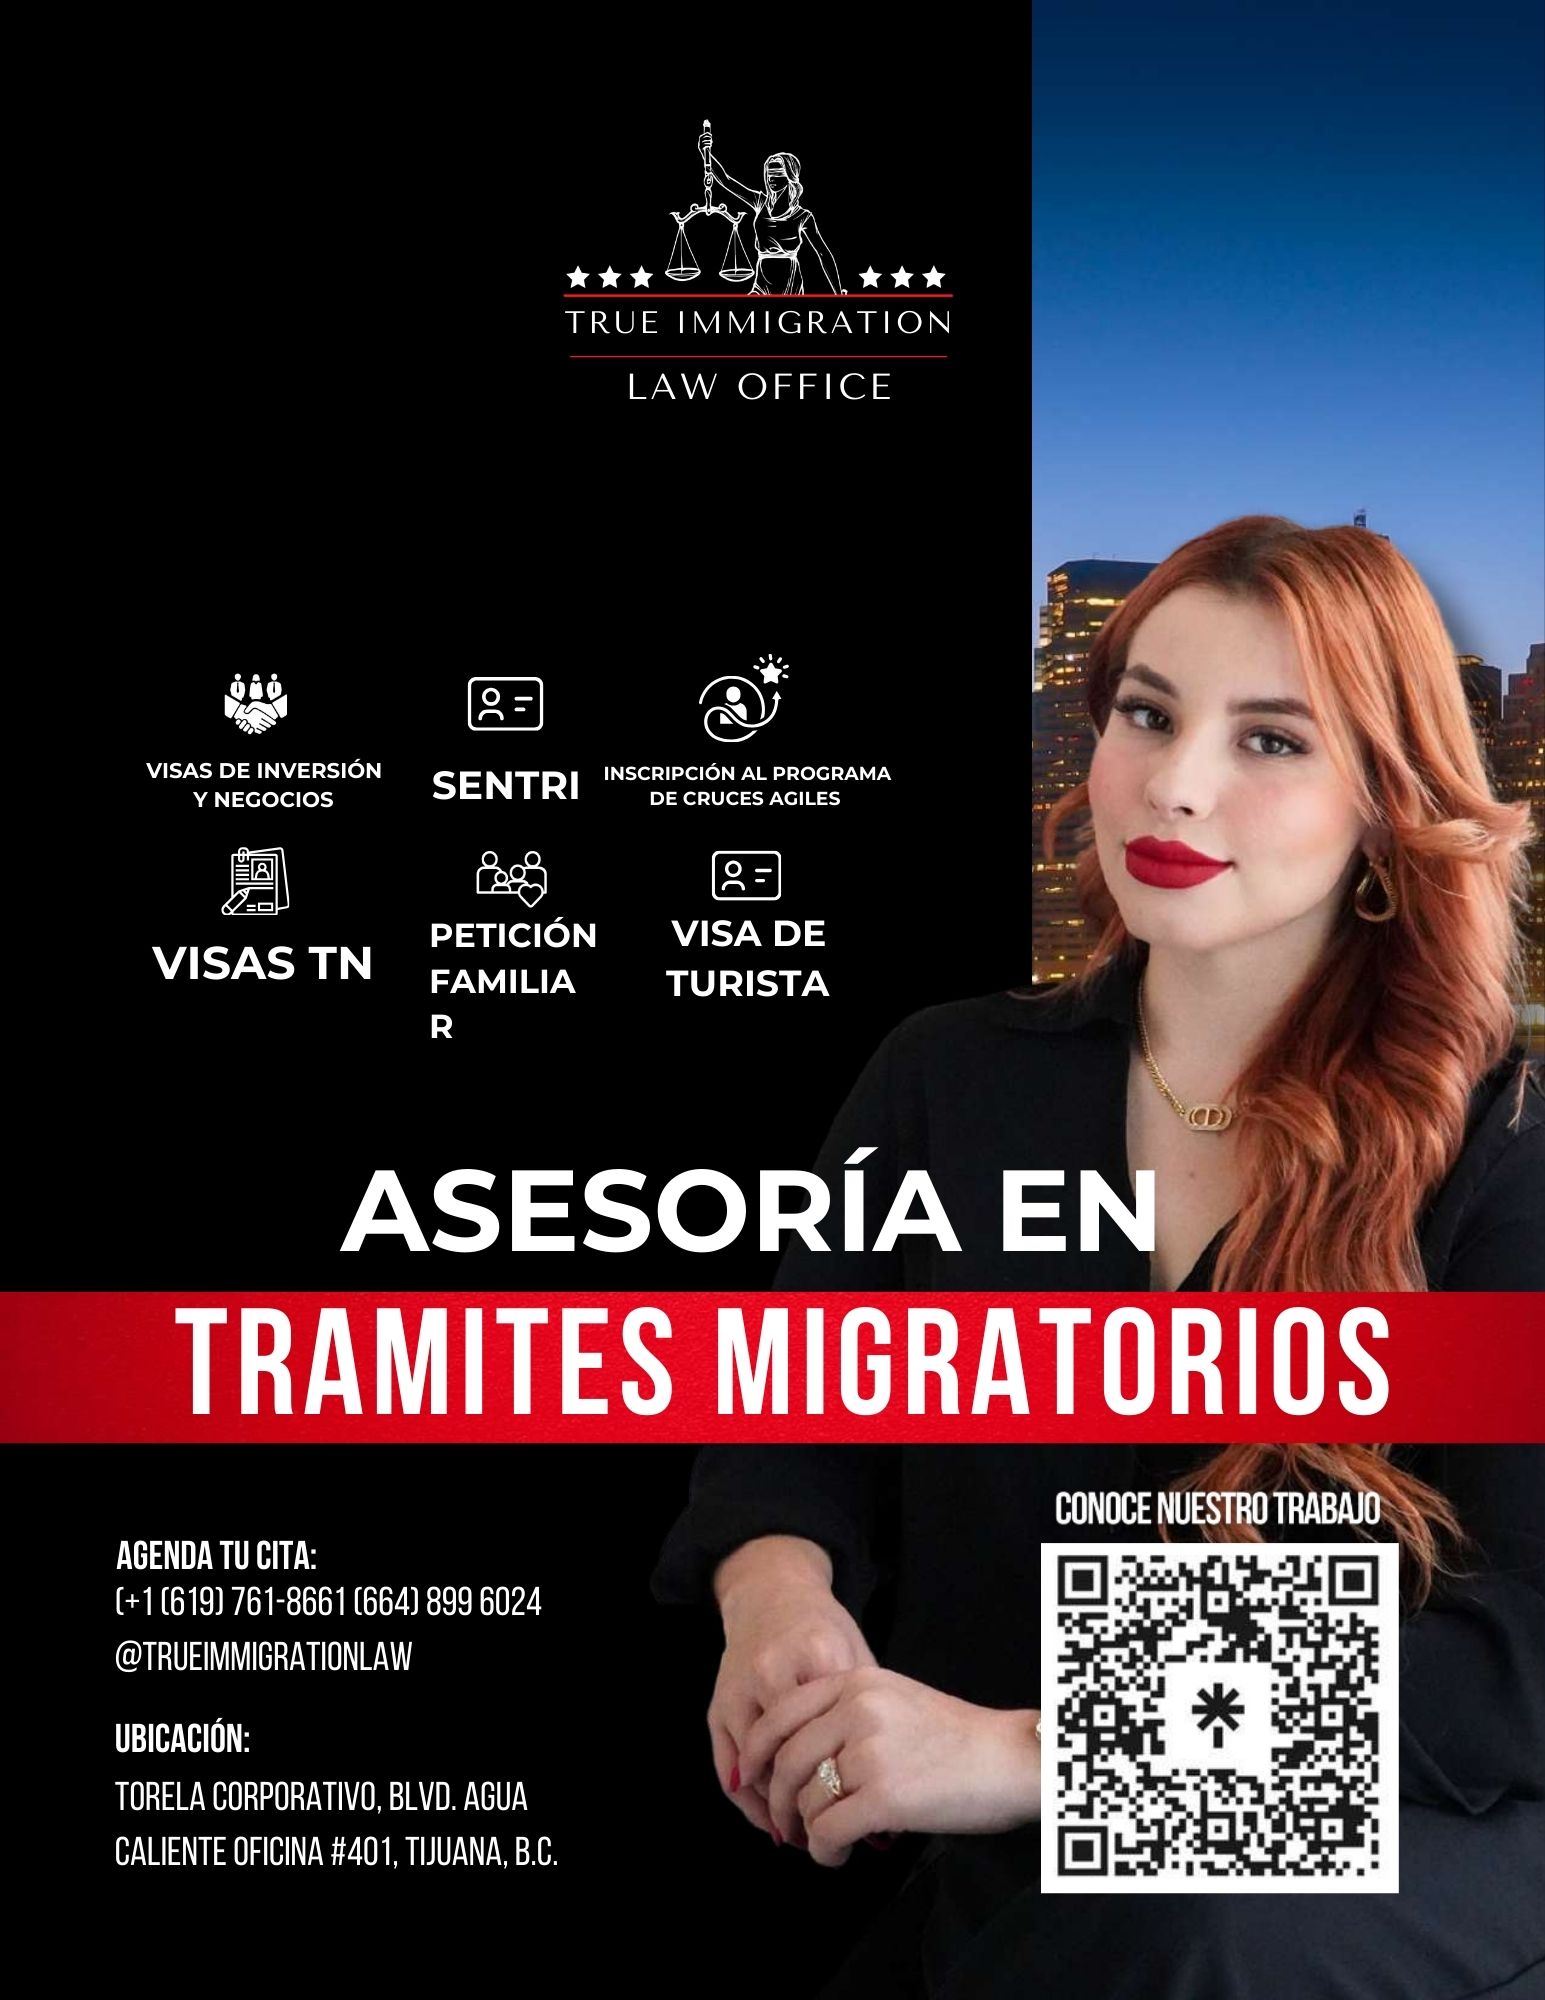 TRUE IMMIGRATION
LAW OFFICE
VISAS DE INVERSIÓN
Y NEGOCIOS
SENTRI
INSCRIPCIÓN AL PROGRAMA
DE CRUCES AGILES
VISAS TN
PETICIÓN
FAMILIA
R
VISA DE
TURISTA
ASESORÍA EN
TRAMITES MIGRATORIOS
CONOCE NUESTRO TRABAJO
AGENDA TU CITA:
(+1 (619) 761-8661 (664) 899 6024
@TRUEIMMIGRATIONLAW
UBICACIÓN:
TORELA CORPORATIVO, BLVD. AGUA
CALIENTE OFICINA #401, TIJUANA, B.C.